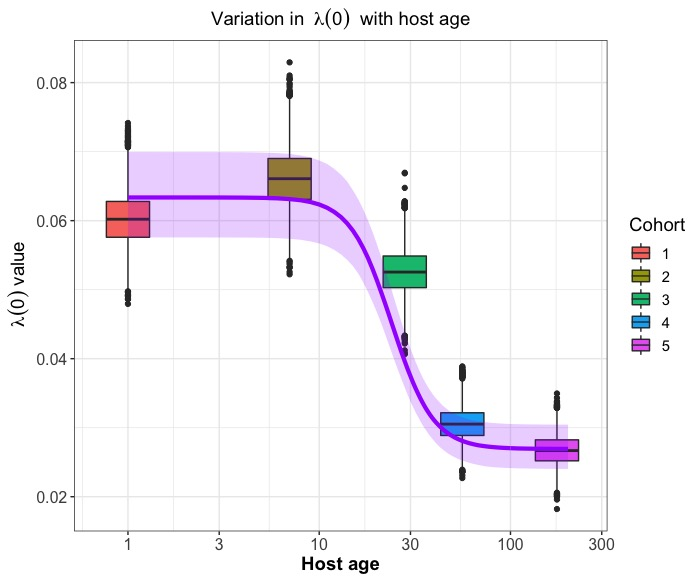 Variation in λ(0) with host age
λ(0) value
0.08
0.06
0.04
0.02
1 3 10 30 100 300
Host age
Cohort
1
2
3
4
5